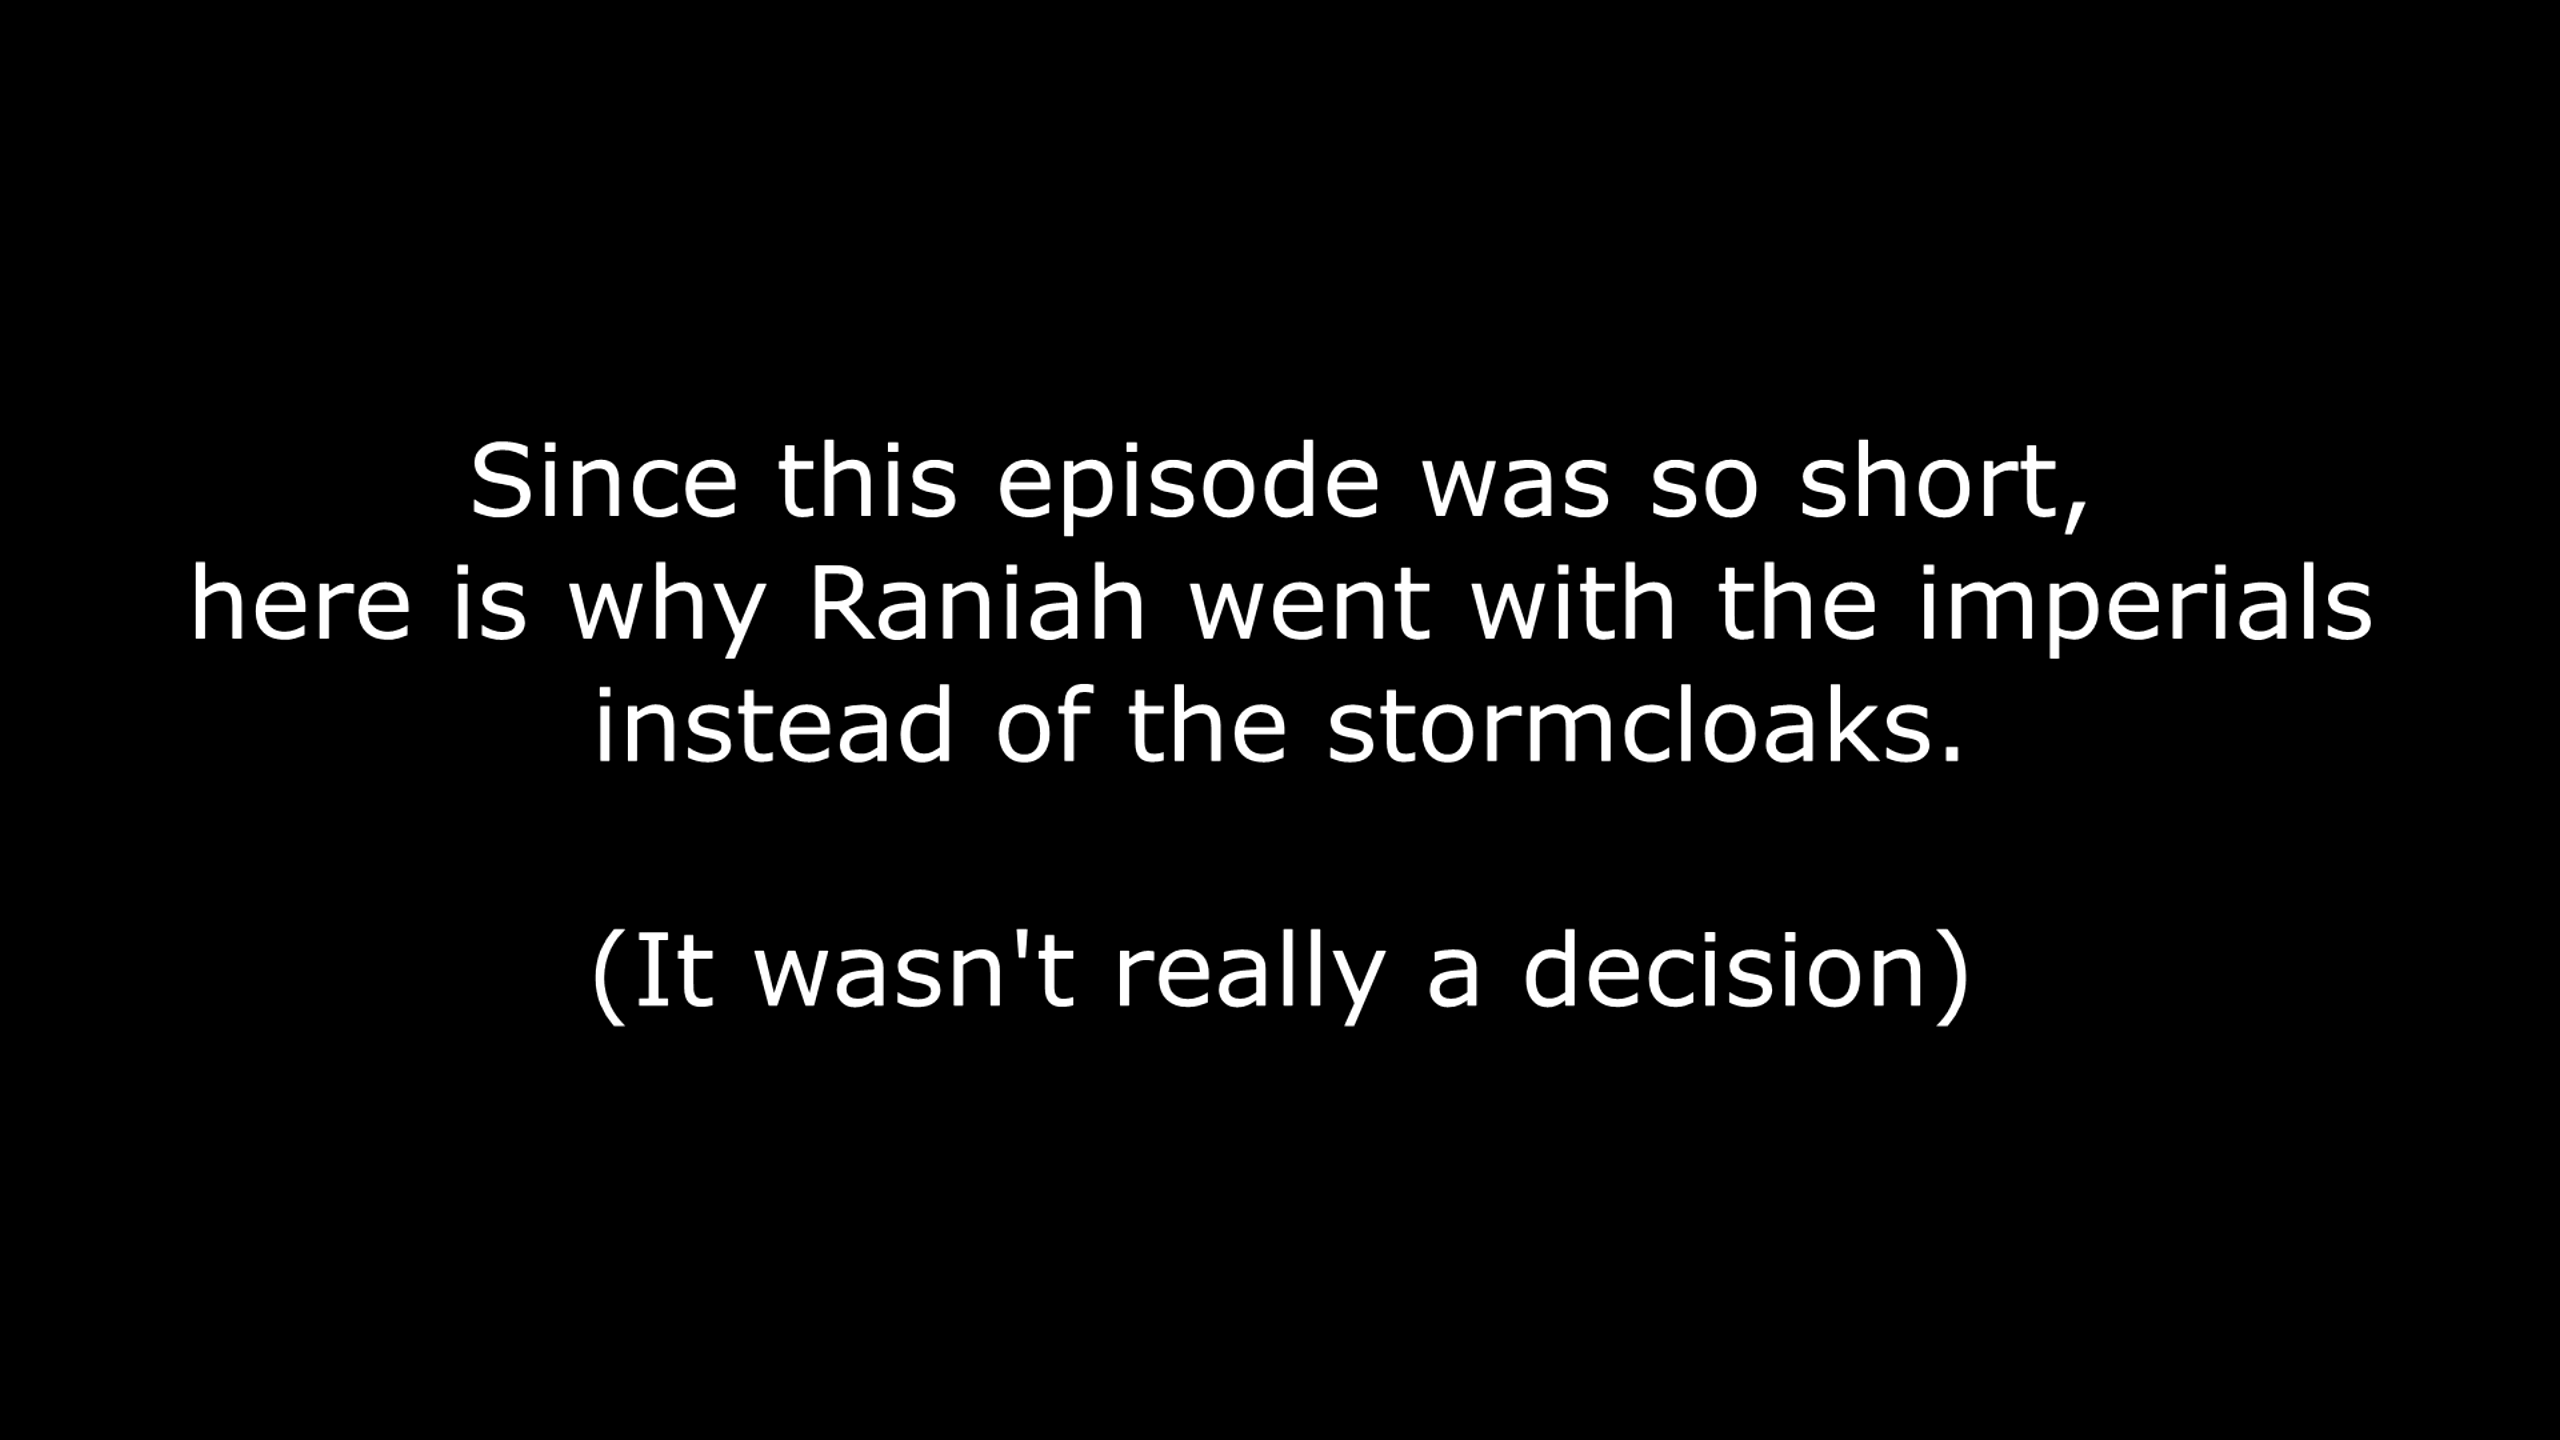 Since this episode was so short,
here is why Raniah went with the imperials
instead of the stormcloaks.
(It wasn't really a decision)